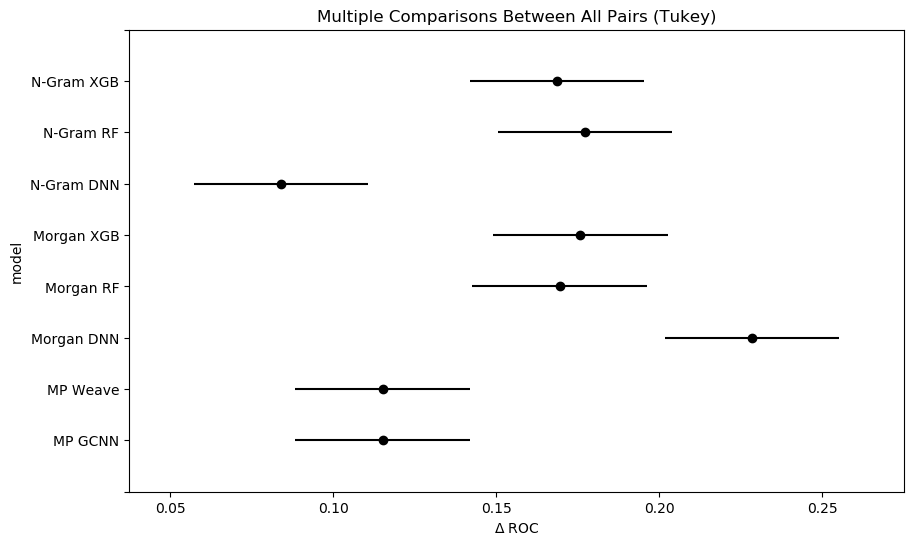 Multiple Comparisons Between All Pairs (Tukey)
N-Gram XGB
N-Gram RF
N-Gram DNN
Morgan XGB
Morgan RF
Morgan DNN
MP Weave
MP GCNN
model
0.05 0.10 0.15 0.20 0.25
Δ ROC